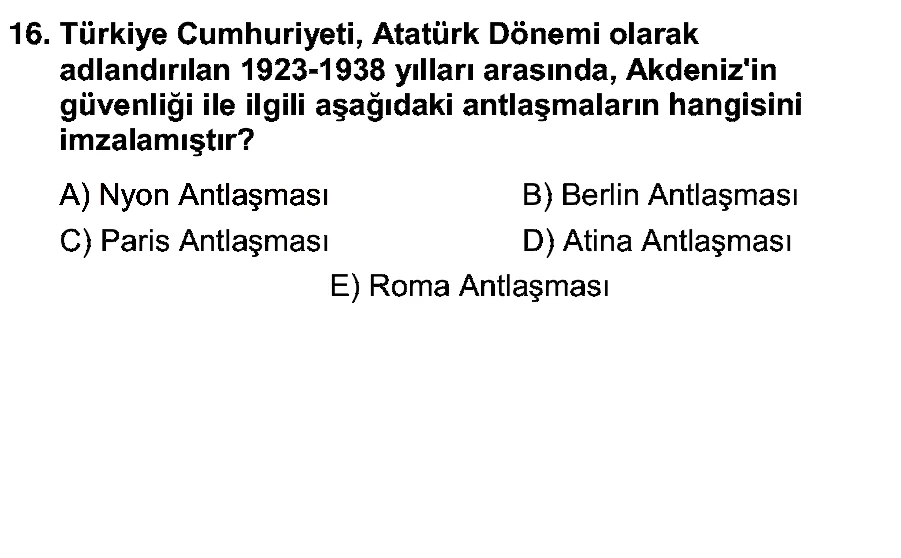 16. Türkiye Cumhuriyeti, Atatürk Dönemi olarak
adlandırılan 1923-1938 yılları arasında, Akdeniz'in
güvenliği ile ilgili aşağıdaki antlaşmaların hangisini
imzalamıştır?
A) Nyon Antlaşması B) Berlin Antlaşması
C) Paris Antlaşması D) Atina Antlaşması
E) Roma Antlaşması